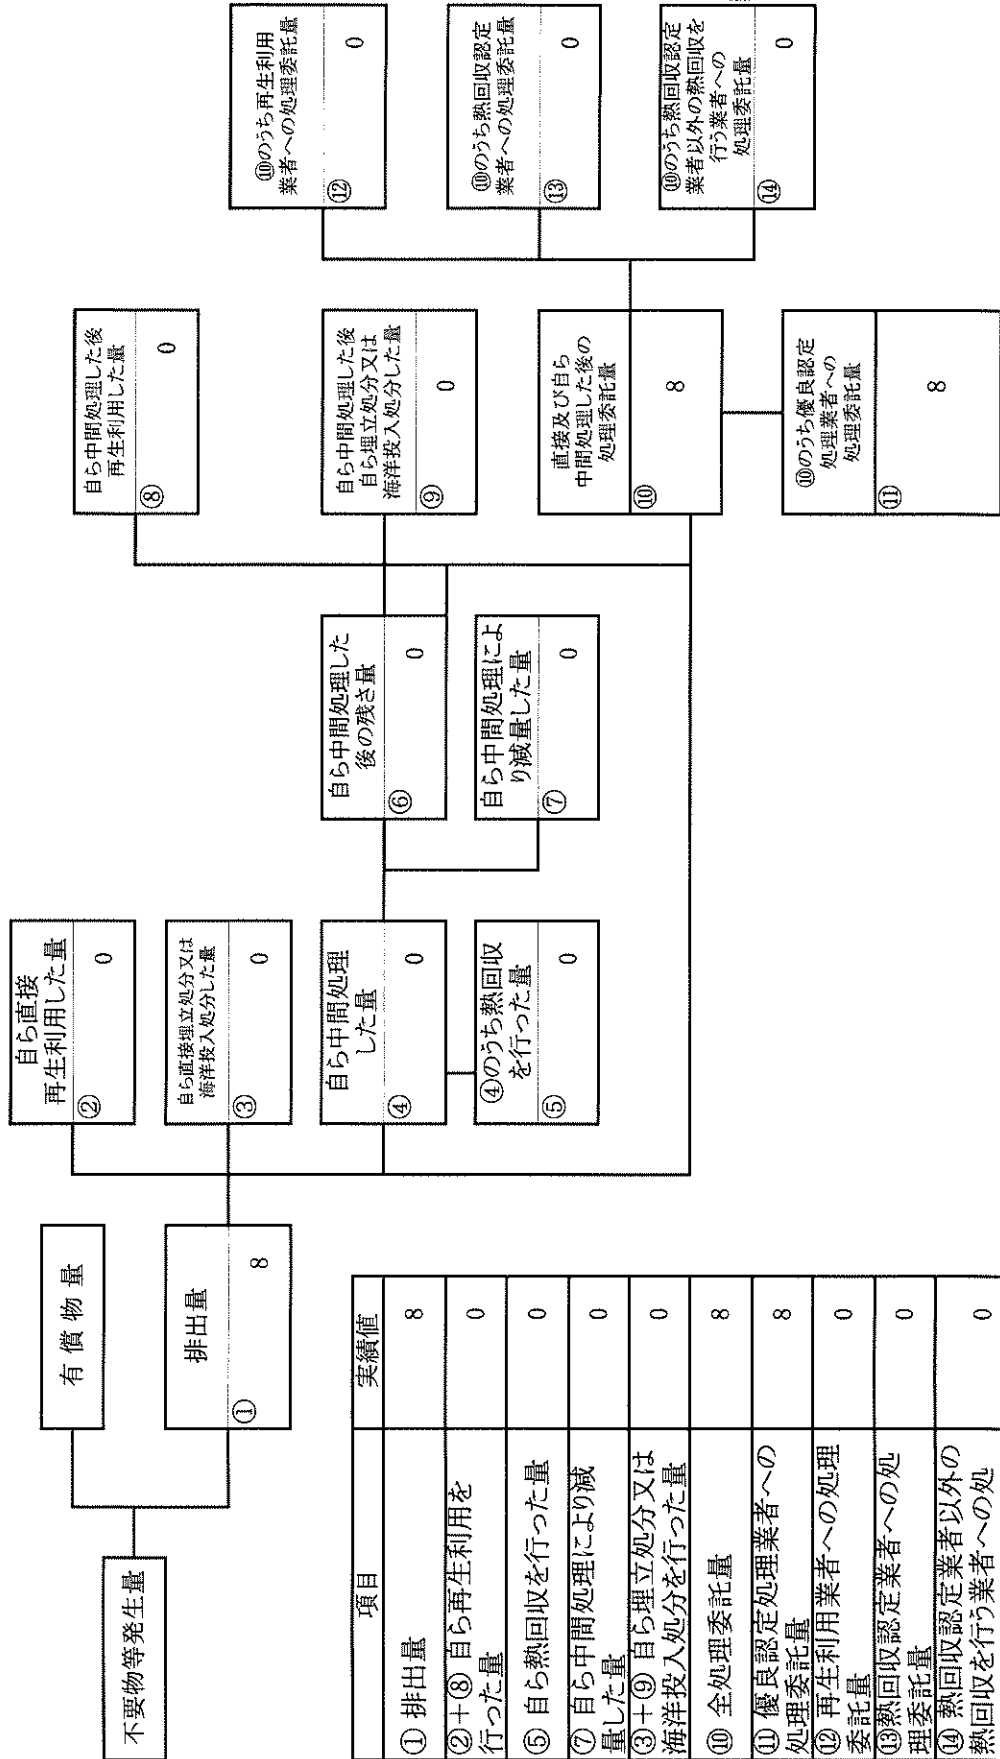 不要物等発生量
有償物量
排出量
① 8
自ら直接
再生利用した量
② 0
自ら直接埋立処分又は
海洋投入処分した量
③ 0
自ら中間処理
した量
④ 0
④のうち熱回収
を行った量
⑤ 0
自ら中間処理した
後の残さ量
⑥ 0
自ら中間処理によ
り減量した量
⑦ 0
自ら中間処理した後
再生利用した量
⑧ 0
自ら中間処理した後
自ら埋立処分又は
海洋投入処分した量
⑨ 0
直接及び自ら
中間処理した後の
処理委託量
⑩ 8
⑩のうち優良認定
処理業者への
処理委託量
⑪ 8
⑩のうち再生利用
業者への処理委託量
⑫ 0
⑩のうち熱回収認定
業者への処理委託量
⑬ 0
⑩のうち熱回収認定
業者以外の熱回収を
行う業者への
処理委託量
⑭ 0
項目 実績値
① 排出量 8
②+⑧ 自ら再生利用を
行った量 0
⑤ 自ら熱回収を行った量 0
⑦ 自ら中間処理により減
量した量 0
③+⑨ 自ら埋立処分又は
海洋投入処分を行った量 0
⑩ 全処理委託量 8
⑪ 優良認定処理業者への
処理委託量 8
⑫ 再生利用業者への処理
委託量 0
⑬熱回収認定業者への処
理委託量 0
⑭ 熱回収認定業者以外の
熱回収を行う業者への処 0